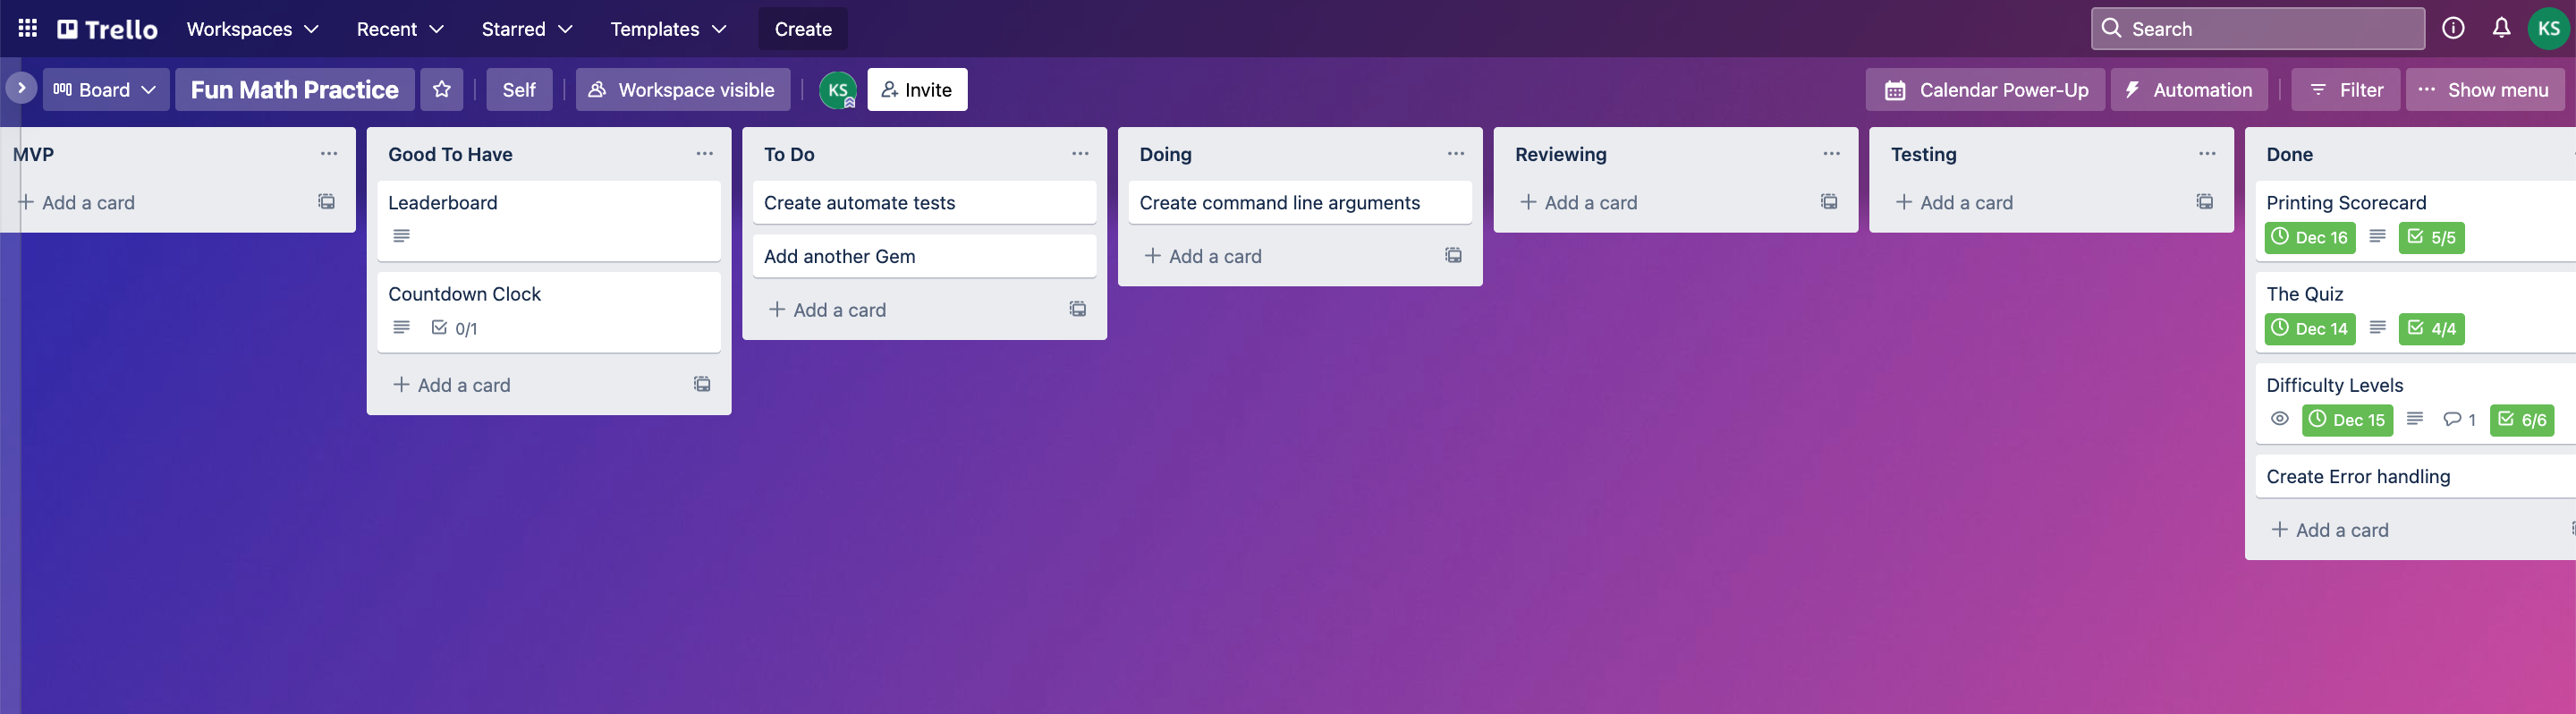 Trello Workspaces Recent Starred Templates Create Search KS
Board Fun Math Practice Self Workspace visible KS Invite Calendar Power-Up Automation Filter Show menu
MVP
+ Add a card
Good To Have
Leaderboard
Countdown Clock
0/1
+ Add a card
To Do
Create automate tests
Add another Gem
+ Add a card
Doing
Create command line arguments
+ Add a card
Reviewing
+ Add a card
Testing
+ Add a card
Done
Printing Scorecard
Dec 16 5/5
The Quiz
Dec 14 4/4
Difficulty Levels
Dec 15 1 6/6
Create Error handling
+ Add a card